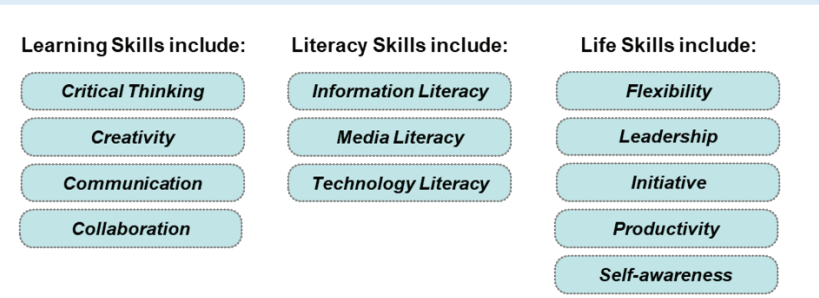 Learning Skills include:
Critical Thinking
Creativity
Communication
Collaboration
Literacy Skills include:
Information Literacy
Media Literacy
Technology Literacy
Life Skills include:
Flexibility
Leadership
Initiative
Productivity
Self-awareness